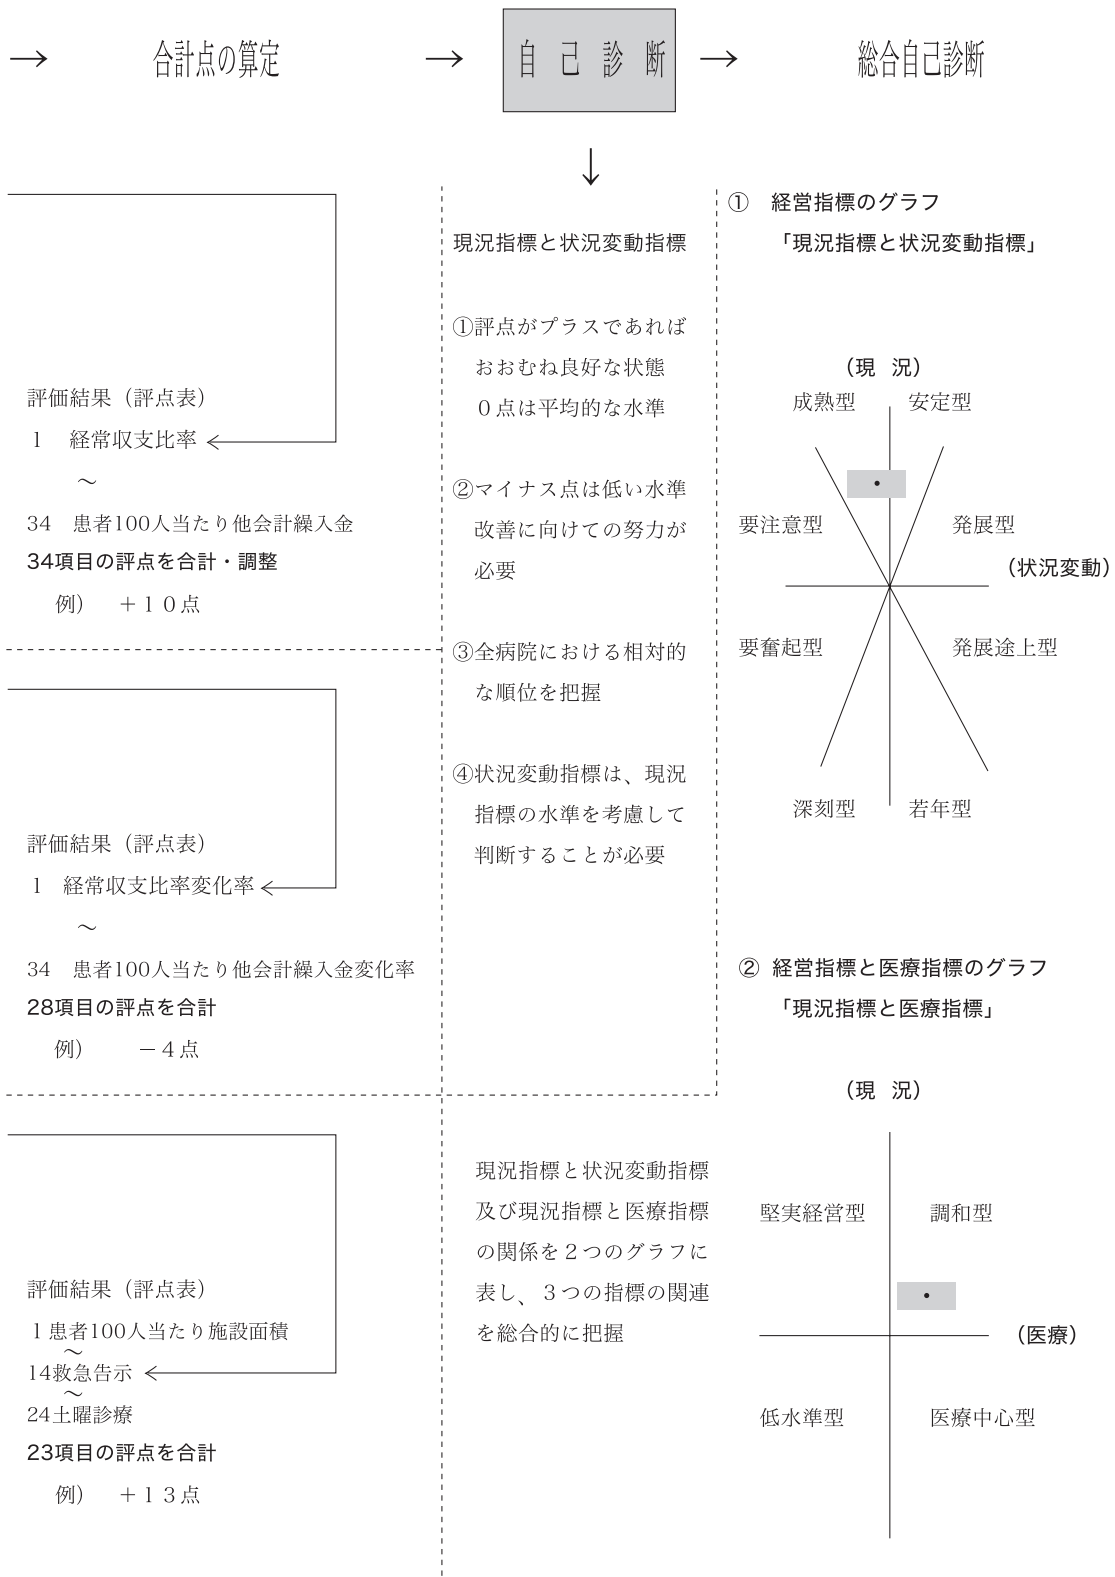 → 合計点の算定 → 自己診断 → 総合自己診断
↓
評価結果（評点表）
１ 経常収支比率
～
34 患者100人当たり他会計繰入金
34項目の評点を合計・調整
例） ＋１０点
評価結果（評点表）
１ 経常収支比率変化率
～
34 患者100人当たり他会計繰入金変化率
28項目の評点を合計
例） －４点
評価結果（評点表）
１患者100人当たり施設面積
～
14救急告示
～
24土曜診療
23項目の評点を合計
例） ＋１３点
現況指標と状況変動指標
①評点がプラスであれば
おおむね良好な状態
０点は平均的な水準
②マイナス点は低い水準
改善に向けての努力が
必要
③全病院における相対的
な順位を把握
④状況変動指標は、現況
指標の水準を考慮して
判断することが必要
現況指標と状況変動指標
及び現況指標と医療指標
の関係を２つのグラフに
表し、３つの指標の関連
を総合的に把握
① 経営指標のグラフ
「現況指標と状況変動指標」
（現 況）
成熟型 安定型
要注意型 発展型
（状況変動）
要奮起型 発展途上型
深刻型 若年型
② 経営指標と医療指標のグラフ
「現況指標と医療指標」
（現 況）
堅実経営型 調和型
（医療）
低水準型 医療中心型